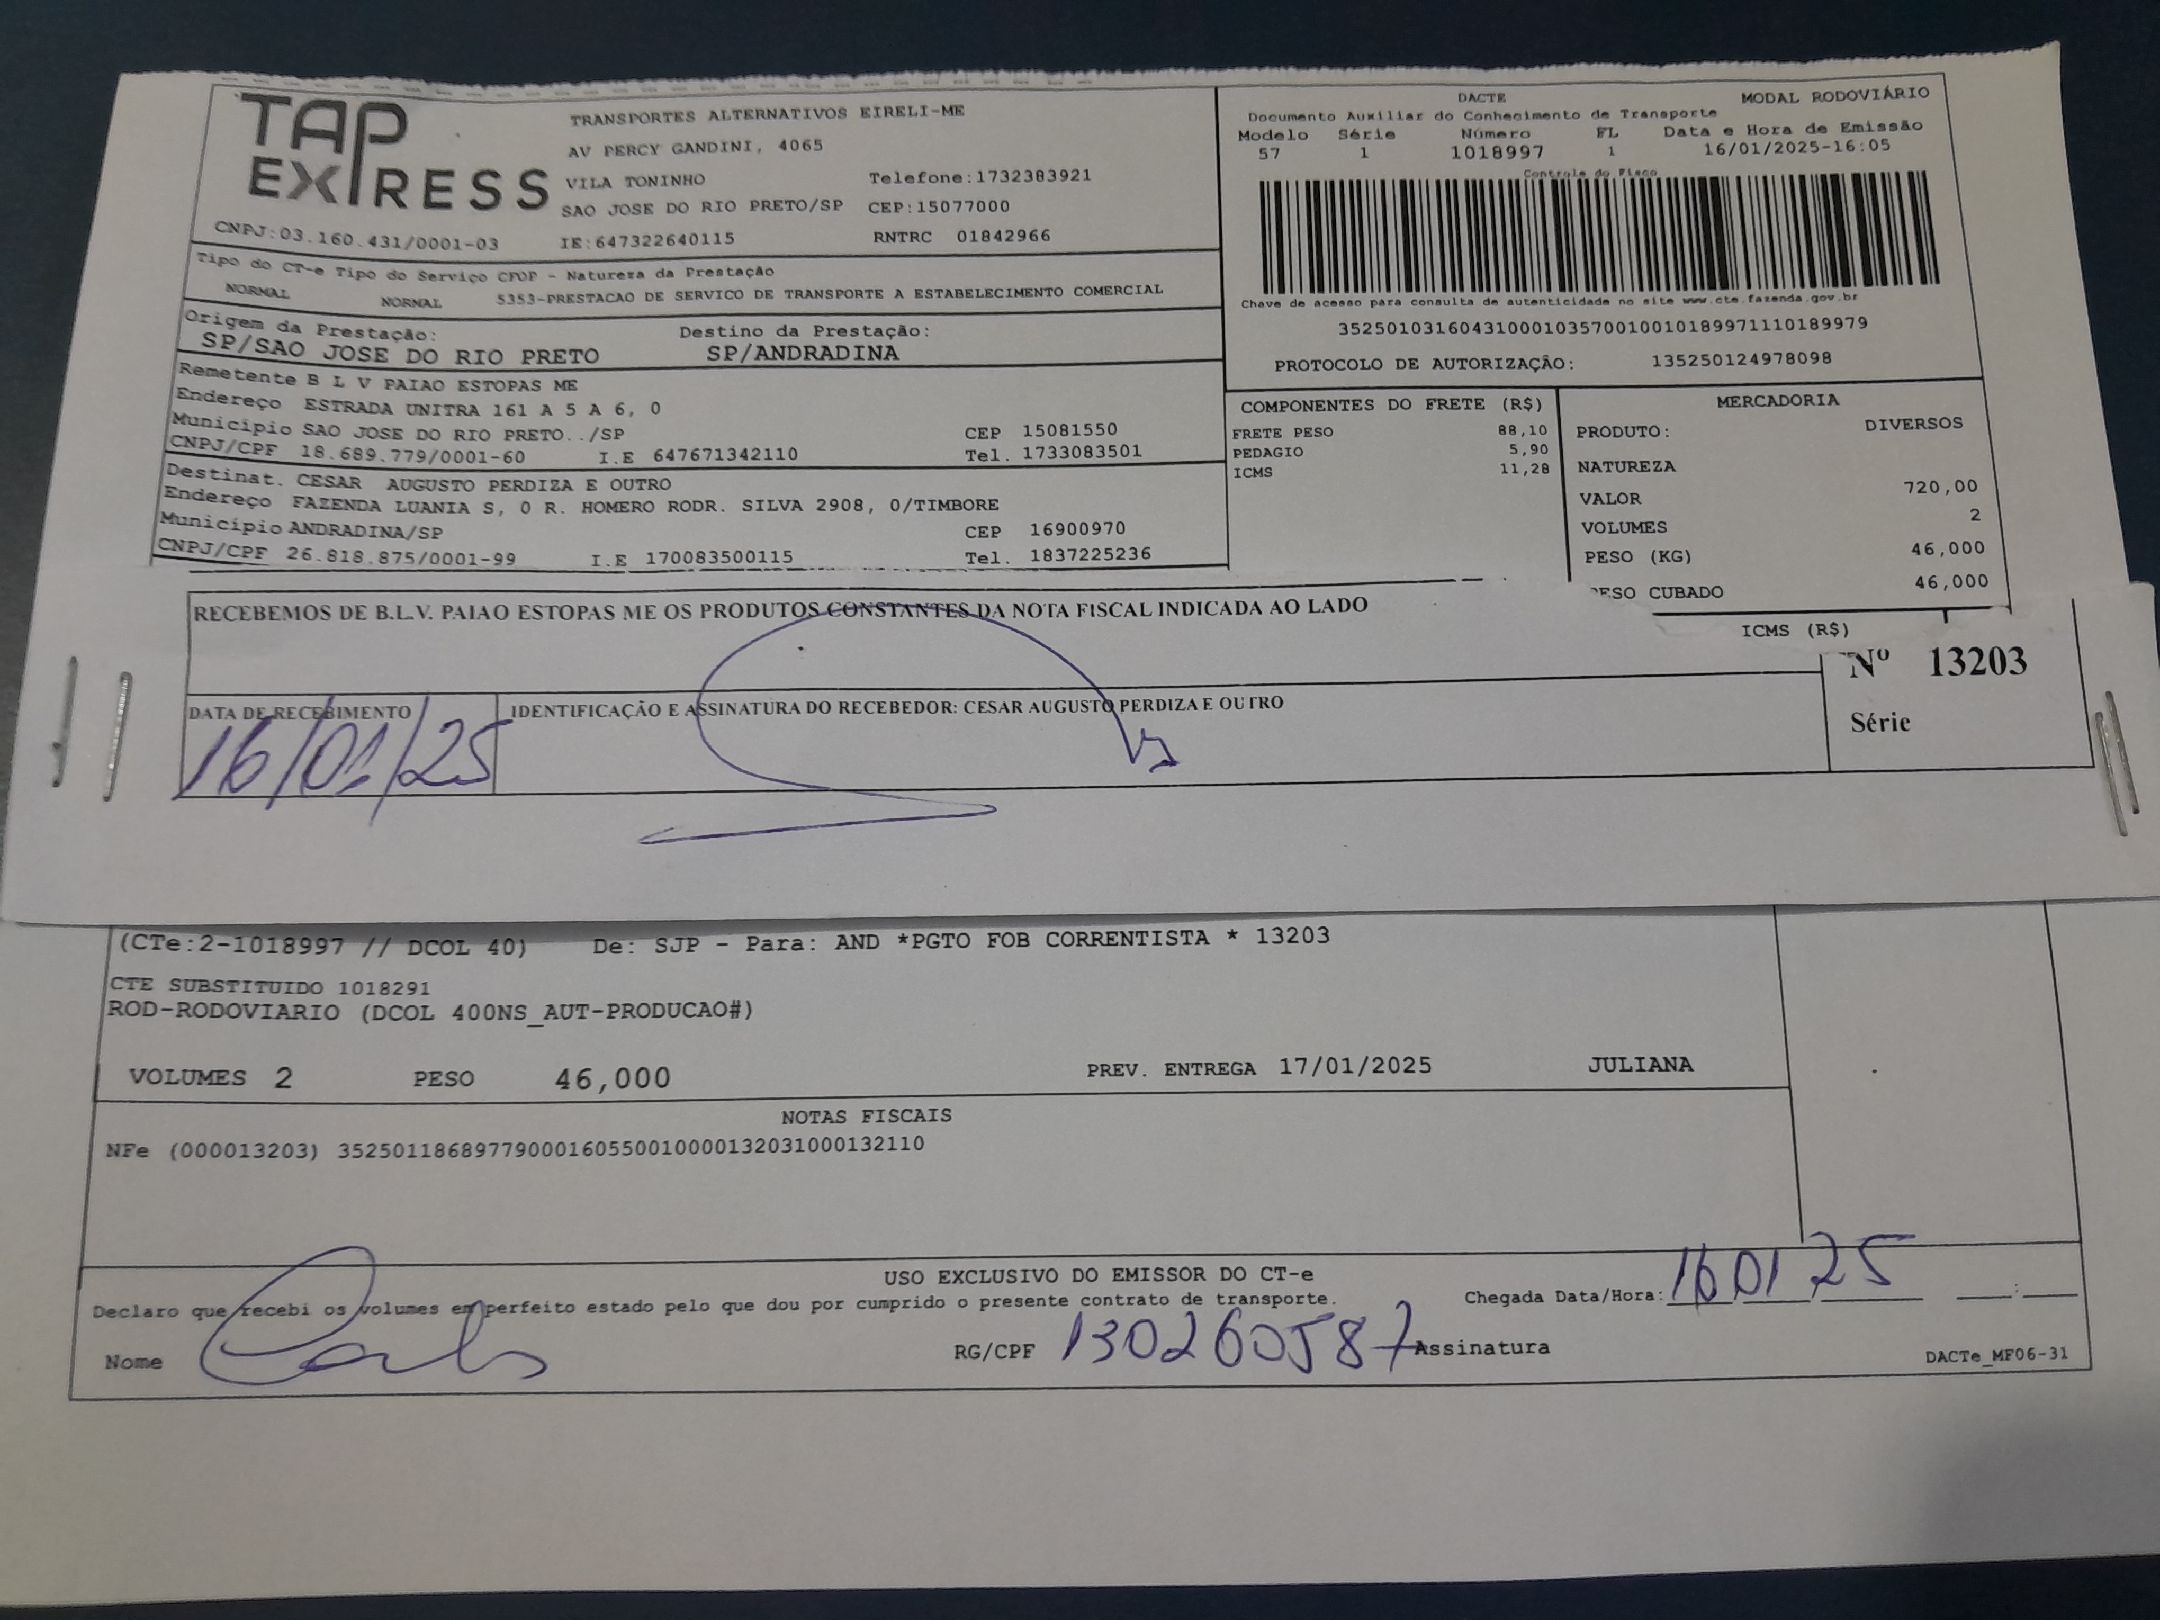 TAP EXPRESS
TRANSPORTES ALTERNATIVOS EIRELI-ME
AV PERCY GANDINI, 4065
VILA TONINHO Telefone:1732383921
SAO JOSE DO RIO PRETO/SP CEP:15077000
CNPJ:03.160.431/0001-03 IE:647322640115 RNTRC 01842966
DACTE MODAL RODOVIÁRIO
Documento Auxiliar do Conhecimento de Transporte
Modelo Série Número FL Data e Hora de Emissão
57 1 1018997 1 16/01/2025-16:05
Controle do Fisco
Chave de acesso para consulta de autenticidade no site www.cte.fazenda.gov.br
35250103160431000103570010010189971110189979
PROTOCOLO DE AUTORIZAÇÃO: 135250124978098
Tipo do CT-e Tipo do Serviço CFOP - Natureza da Prestação
NORMAL NORMAL 5353-PRESTACAO DE SERVICO DE TRANSPORTE A ESTABELECIMENTO COMERCIAL
Origem da Prestação: Destino da Prestação:
SP/SAO JOSE DO RIO PRETO SP/ANDRADINA
Remetente B L V PAIAO ESTOPAS ME
Endereço ESTRADA UNITRA 161 A 5 A 6, 0
Município SAO JOSE DO RIO PRETO../SP CEP 15081550
CNPJ/CPF 18.689.779/0001-60 I.E 647671342110 Tel. 1733083501
Destinat. CESAR AUGUSTO PERDIZA E OUTRO
Endereço FAZENDA LUANIA S, 0 R. HOMERO RODR. SILVA 2908, 0/TIMBORE
Município ANDRADINA/SP CEP 16900970
CNPJ/CPF 26.818.875/0001-99 I.E 170083500115 Tel. 1837225236
COMPONENTES DO FRETE (R$)
FRETE PESO 88,10
PEDAGIO 5,90
ICMS 11,28
MERCADORIA
PRODUTO: DIVERSOS
NATUREZA
VALOR 720,00
VOLUMES 2
PESO (KG) 46,000
PESO CUBADO 46,000
ICMS (R$)
RECEBEMOS DE B.L.V. PAIAO ESTOPAS ME OS PRODUTOS CONSTANTES DA NOTA FISCAL INDICADA AO LADO
Nº 13203
Série
DATA DE RECEBIMENTO IDENTIFICAÇÃO E ASSINATURA DO RECEBEDOR: CESAR AUGUSTO PERDIZA E OUTRO
16/01/25
(CTe:2-1018997 // DCOL 40) De: SJP - Para: AND *PGTO FOB CORRENTISTA * 13203
CTE SUBSTITUIDO 1018291
ROD-RODOVIARIO (DCOL 400NS_AUT-PRODUCAO#)
VOLUMES 2 PESO 46,000 PREV. ENTREGA 17/01/2025 JULIANA
NOTAS FISCAIS
NFe (000013203) 35250118689779000160550010000132031000132110
USO EXCLUSIVO DO EMISSOR DO CT-e
Declaro que recebi os volumes em perfeito estado pelo que dou por cumprido o presente contrato de transporte. Chegada Data/Hora: 16 01 25 :
Nome RG/CPF 130260587 Assinatura
DACTe_MF06-31